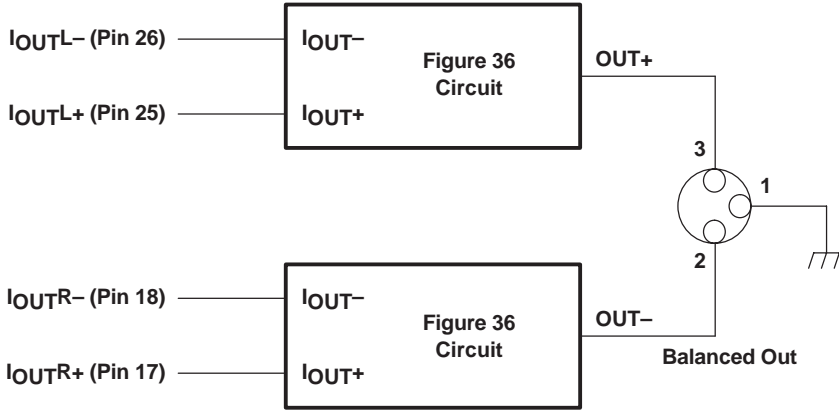 IOUTL– (Pin 26)
IOUT–
Figure 36
Circuit
OUT+
IOUTL+ (Pin 25)
IOUT+
3
1
2
IOUTR– (Pin 18)
IOUT–
Figure 36
Circuit
OUT–
Balanced Out
IOUTR+ (Pin 17)
IOUT+